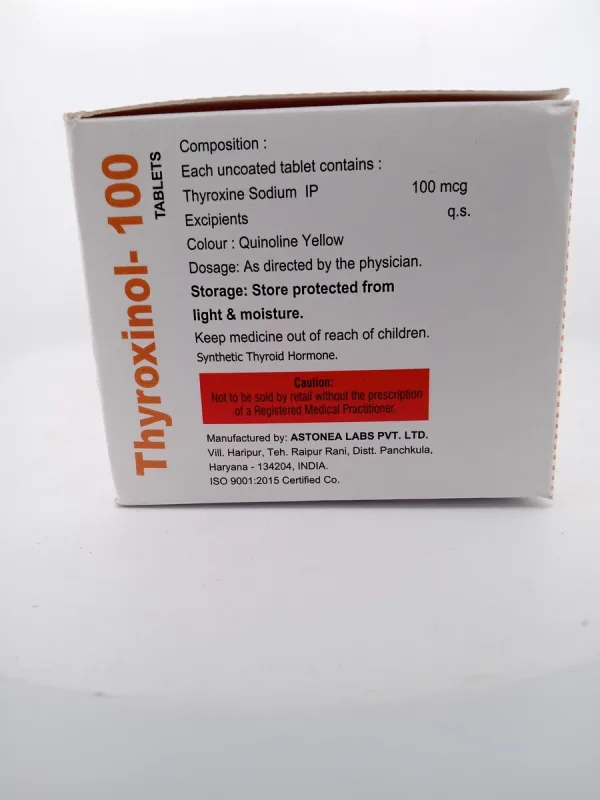 Thyroxinol- 100
TABLETS
Composition :
Each uncoated tablet contains :
Thyroxine Sodium IP 100 mcg
Excipients q.s.
Colour : Quinoline Yellow
Dosage: As directed by the physician.
Storage: Store protected from
light & moisture.
Keep medicine out of reach of children.
Synthetic Thyroid Hormone.
Caution:
Not to be sold by retail without the prescription
of a Registered Medical Practitioner.
Manufactured by: ASTONEA LABS PVT. LTD.
Vill. Haripur, Teh. Raipur Rani, Distt. Panchkula,
Haryana - 134204, INDIA.
ISO 9001:2015 Certified Co.